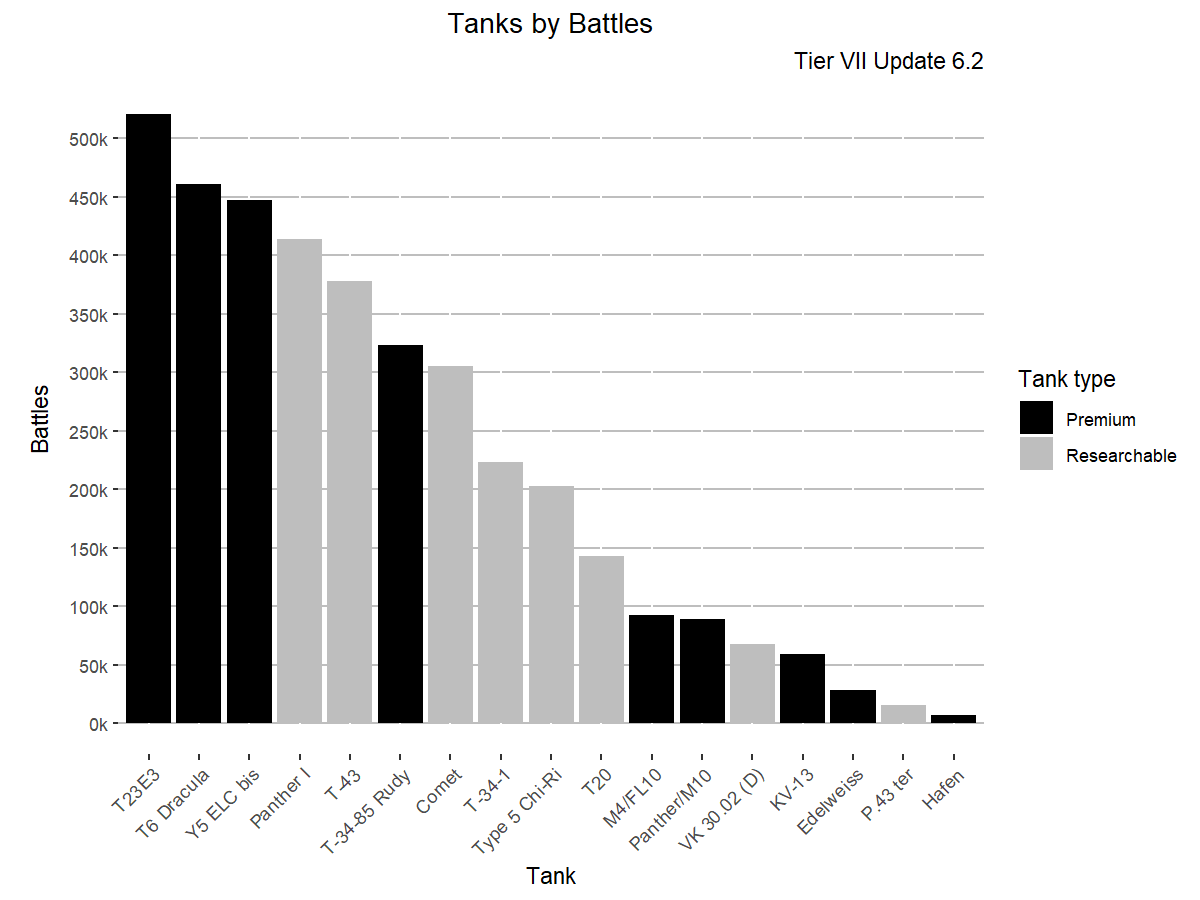 Tanks by Battles
Tier VII Update 6.2
Battles
500k
450k
400k
350k
300k
250k
200k
150k
100k
50k
0k
T23E3
T6 Dracula
Y5 ELC bis
Panther I
T-43
T-34-85 Rudy
Comet
T-34-1
Type 5 Chi-Ri
T20
M4/FL10
Panther/M10
VK 30.02 (D)
KV-13
Edelweiss
P.43 ter
Hafen
Tank
Tank type
Premium
Researchable